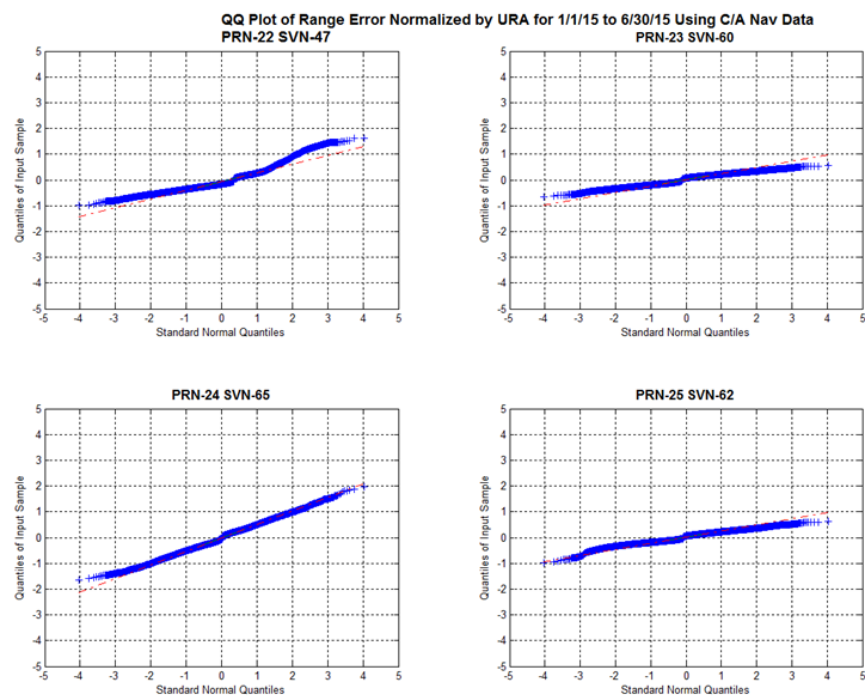 QQ Plot of Range Error Normalized by URA for 1/1/15 to 6/30/15 Using C/A Nav Data
PRN-22 SVN-47
5
4
3
2
1
0
-1
-2
-3
-4
-5
Quantiles of Input Sample
-5 -4 -3 -2 -1 0 1 2 3 4 5
Standard Normal Quantiles
PRN-23 SVN-60
5
4
3
2
1
0
-1
-2
-3
-4
-5
Quantiles of Input Sample
-5 -4 -3 -2 -1 0 1 2 3 4 5
Standard Normal Quantiles
PRN-24 SVN-65
5
4
3
2
1
0
-1
-2
-3
-4
-5
Quantiles of Input Sample
-5 -4 -3 -2 -1 0 1 2 3 4 5
Standard Normal Quantiles
PRN-25 SVN-62
5
4
3
2
1
0
-1
-2
-3
-4
-5
Quantiles of Input Sample
-5 -4 -3 -2 -1 0 1 2 3 4 5
Standard Normal Quantiles